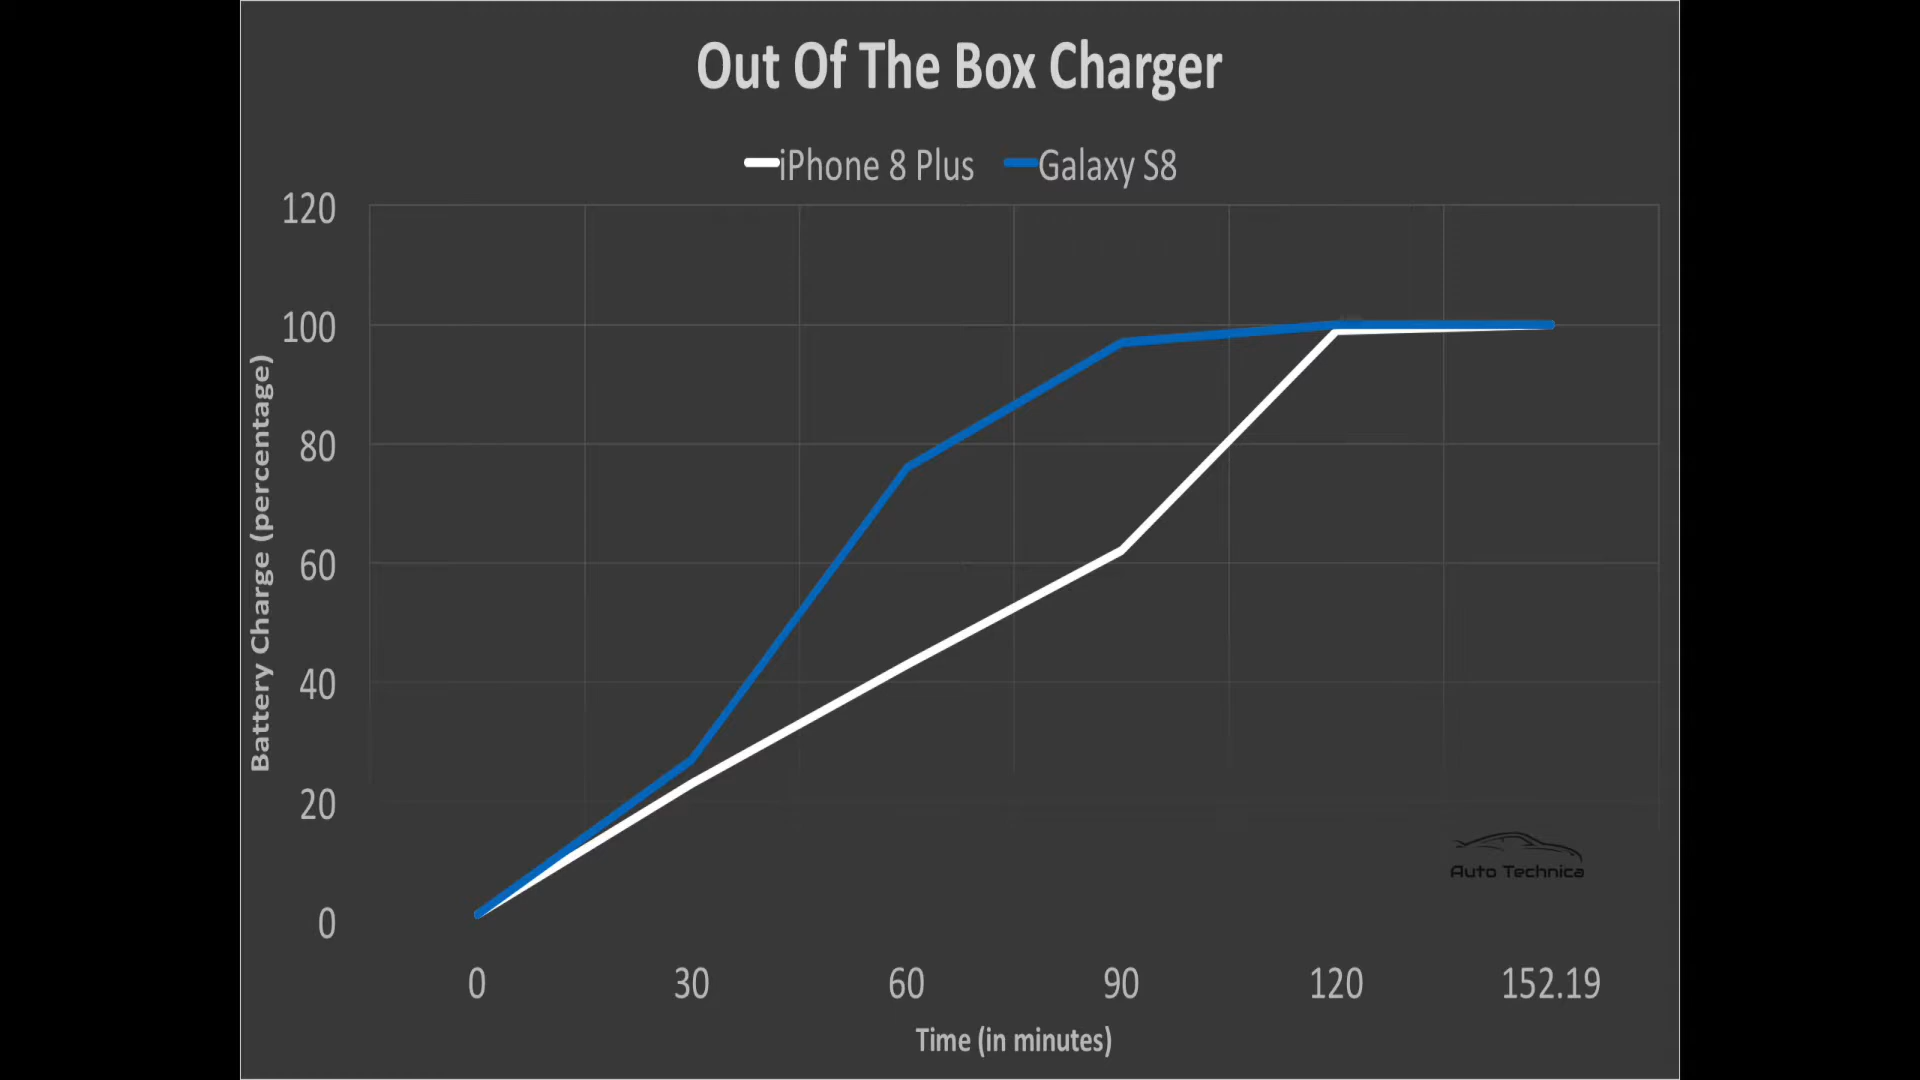 Out Of The Box Charger
iPhone 8 Plus Galaxy S8
120
100
80
60
40
20
0
Battery Charge (percentage)
0 30 60 90 120 152.19
Time (in minutes)
Auto Technica